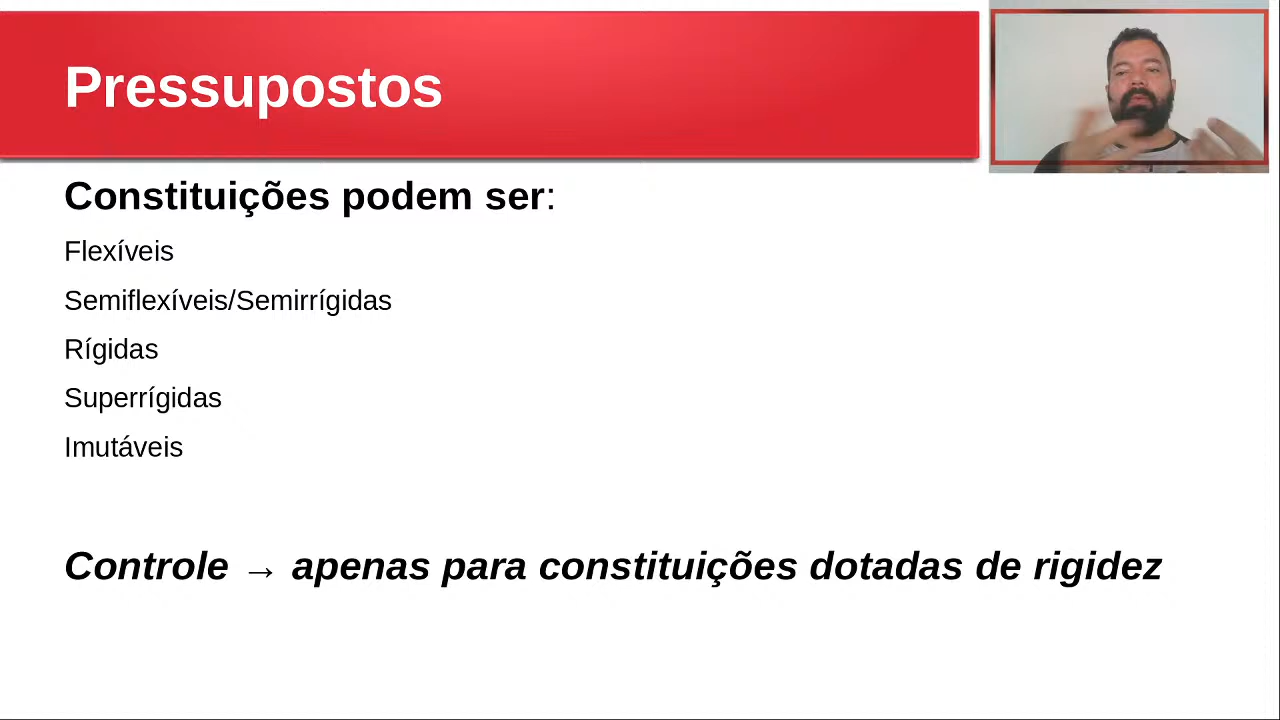 Pressupostos
Constituições podem ser:
Flexíveis
Semiflexíveis/Semirrígidas
Rígidas
Superrígidas
Imutáveis
Controle → apenas para constituições dotadas de rigidez